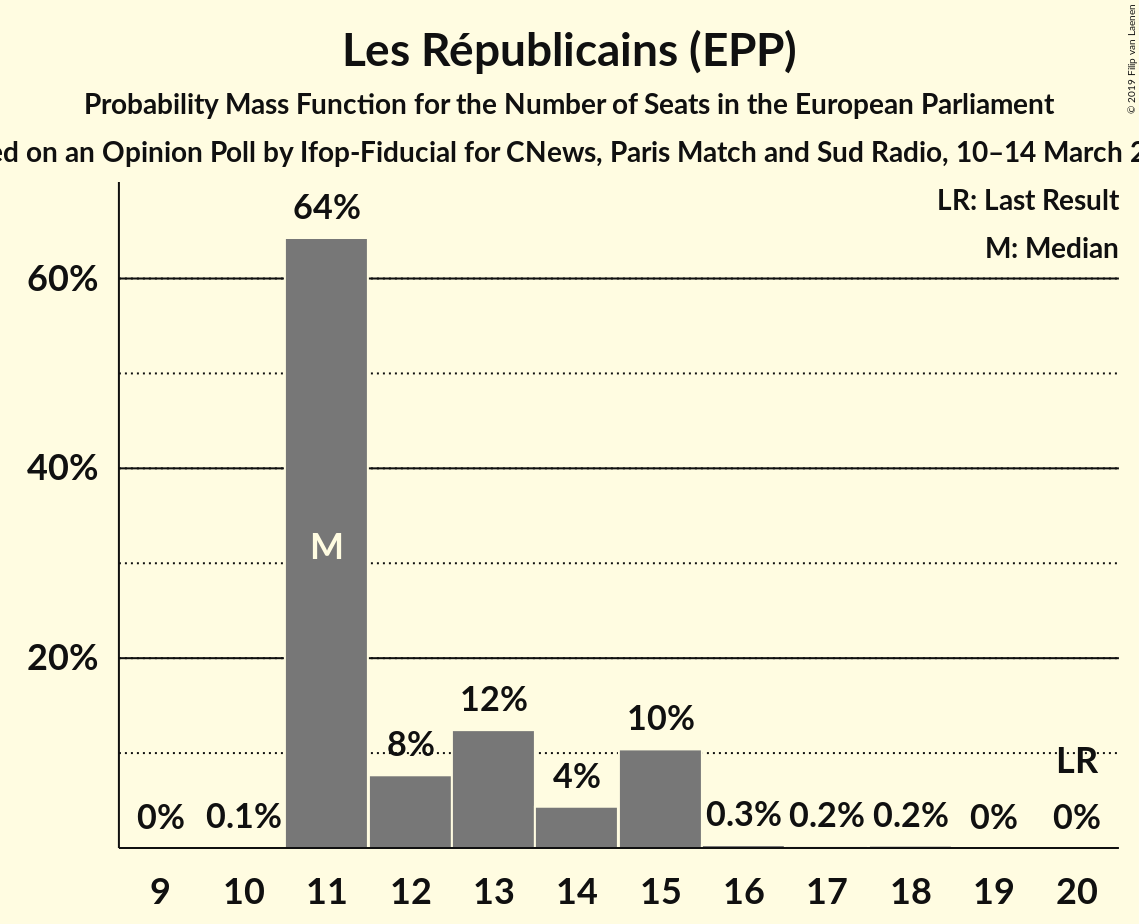 Les Républicains (EPP)
Probability Mass Function for the Number of Seats in the European Parliament
on an Opinion Poll by Ifop-Fiducial for CNews, Paris Match and Sud Radio, 10–14 March
© 2019 Filip van Laenen
LR: Last Result
M: Median
60%
40%
20%
64%
M
8%
12%
4%
10%
LR
0% 0.1% 0.3% 0.2% 0.2% 0% 0%
9 10 11 12 13 14 15 16 17 18 19 20